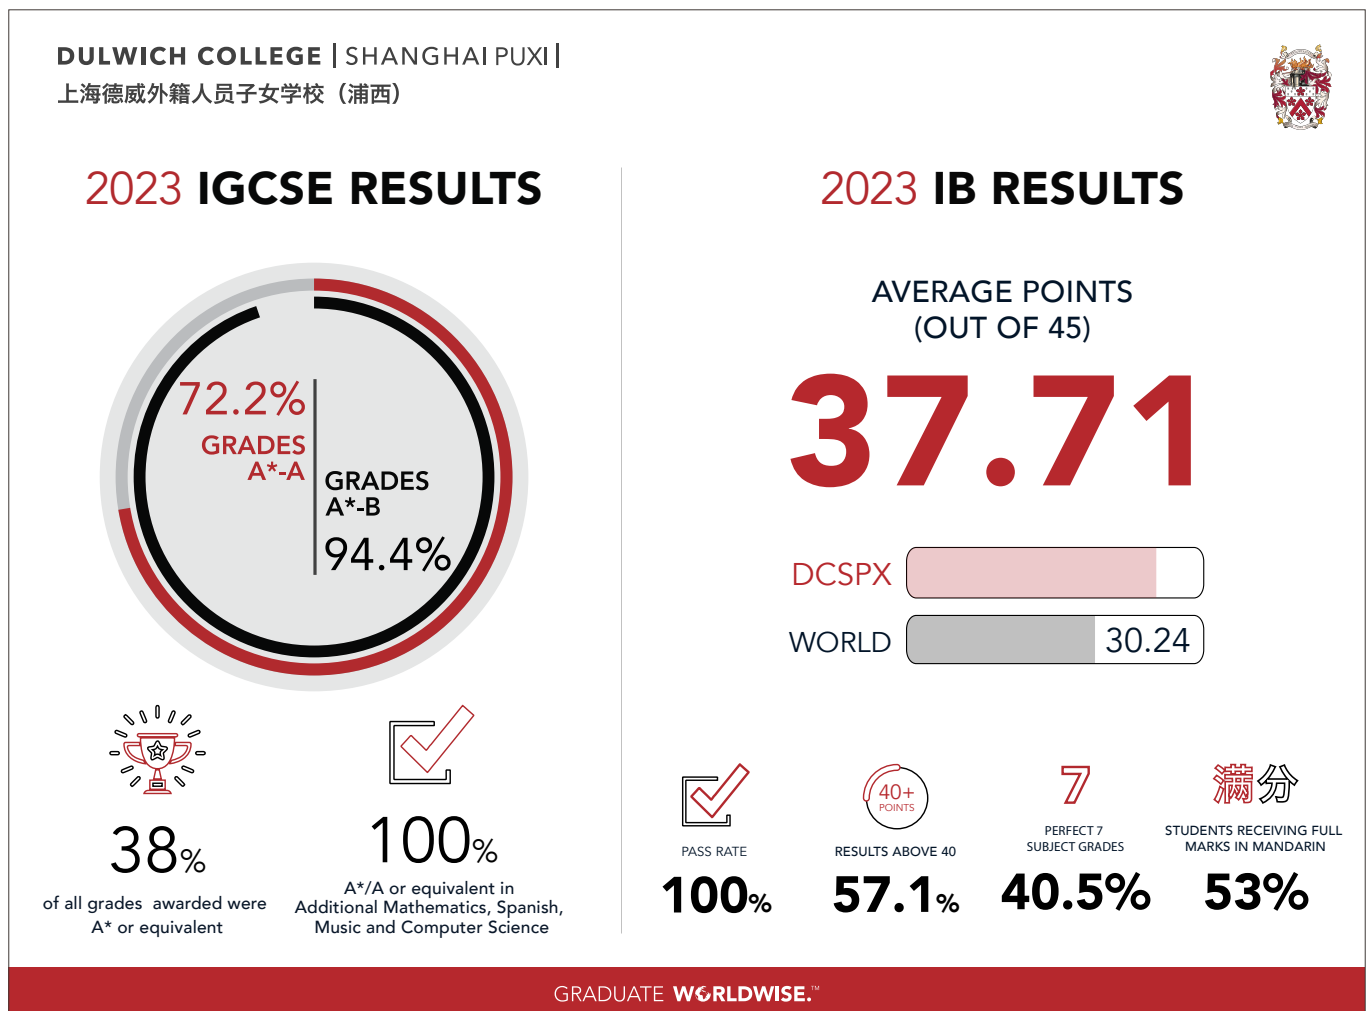 DULWICH COLLEGE | SHANGHAI PUXI |
上海德威外籍人员子女学校（浦西）
2023 IGCSE RESULTS
72.2%
GRADES
A*-A
GRADES
A*-B
94.4%
38%
of all grades awarded were
A* or equivalent
100%
A*/A or equivalent in
Additional Mathematics, Spanish,
Music and Computer Science
2023 IB RESULTS
AVERAGE POINTS
(OUT OF 45)
37.71
DCSPX
WORLD 30.24
PASS RATE
100%
40+
POINTS
RESULTS ABOVE 40
57.1%
7
PERFECT 7
SUBJECT GRADES
40.5%
满分
STUDENTS RECEIVING FULL
MARKS IN MANDARIN
53%
GRADUATE WORLDWISE.™